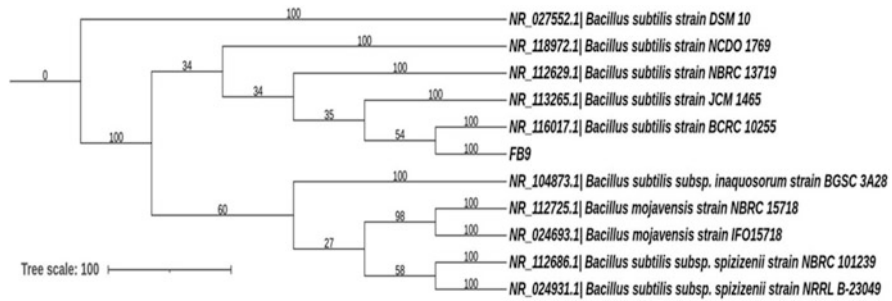 100
NR_027552.1| Bacillus subtilis strain DSM 10
100
NR_118972.1| Bacillus subtilis strain NCDO 1769
34
100
NR_112629.1| Bacillus subtilis strain NBRC 13719
0
34
100
NR_113265.1| Bacillus subtilis strain JCM 1465
35
100
NR_116017.1| Bacillus subtilis strain BCRC 10255
100
54
100
FB9
100
NR_104873.1| Bacillus subtilis subsp. inaquosorum strain BGSC 3A28
60
100
NR_112725.1| Bacillus mojavensis strain NBRC 15718
98
100
NR_024693.1| Bacillus mojavensis strain IFO15718
27
100
NR_112686.1| Bacillus subtilis subsp. spizizenii strain NBRC 101239
Tree scale: 100
58
100
NR_024931.1| Bacillus subtilis subsp. spizizenii strain NRRL B-23049